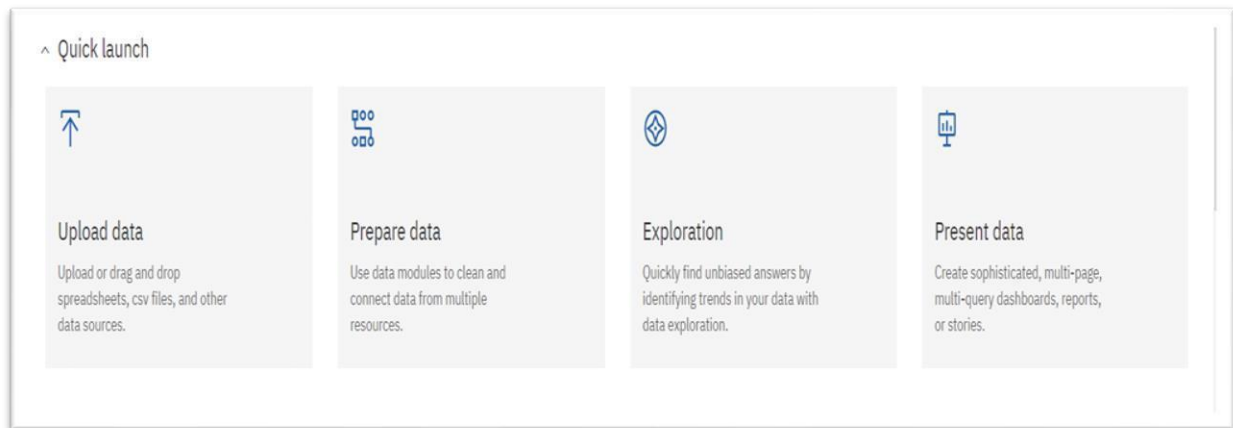 Quick launch
Upload data
Upload or drag and drop
spreadsheets, csv files, and other
data sources.
Prepare data
Use data modules to clean and
connect data from multiple
resources.
Exploration
Quickly find unbiased answers by
identifying trends in your data with
data exploration.
Present data
Create sophisticated, multi-page,
multi-query dashboards, reports,
or stories.